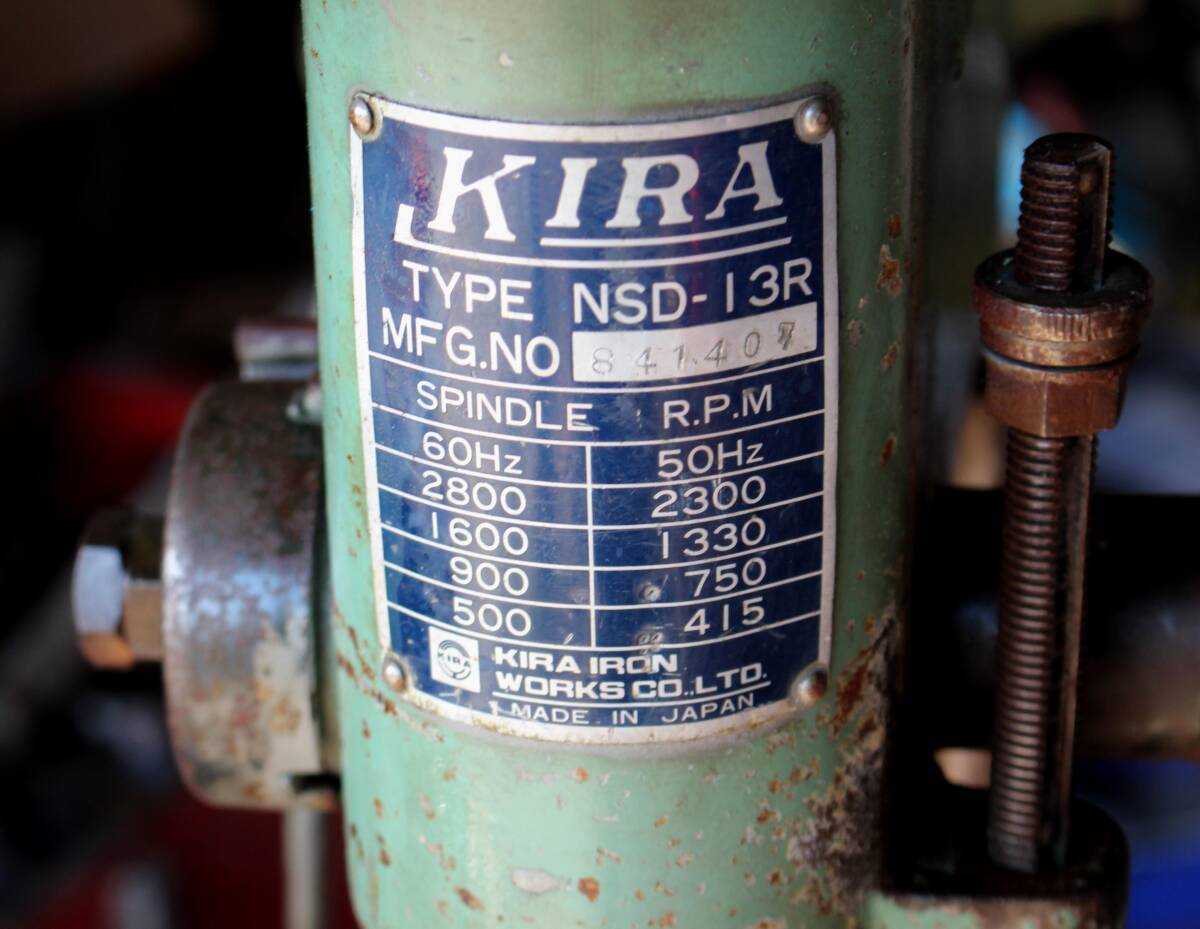 KIRA
TYPE NSD-13R
MFG.NO 841407
SPINDLE R.P.M
60Hz 50Hz
2800 2300
1600 1330
900 750
500 415
KIRA
KIRA IRON
WORKS CO.,LTD.
MADE IN JAPAN